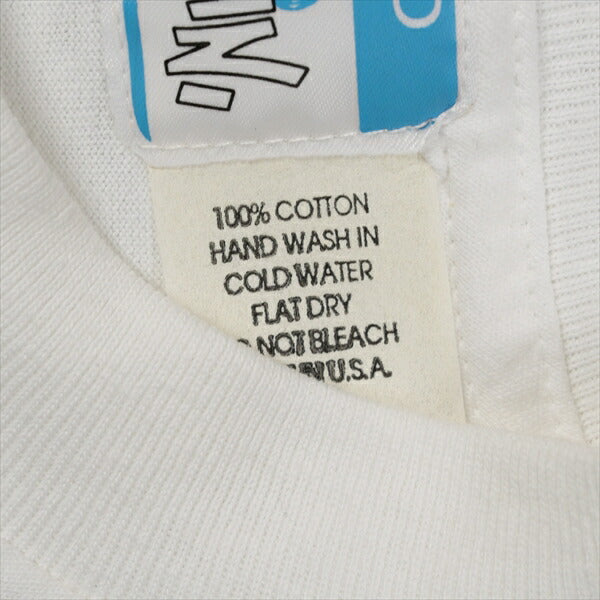 100% COTTON
HAND WASH IN
COLD WATER
FLAT DRY
NOT BLEACH
U.S.A.